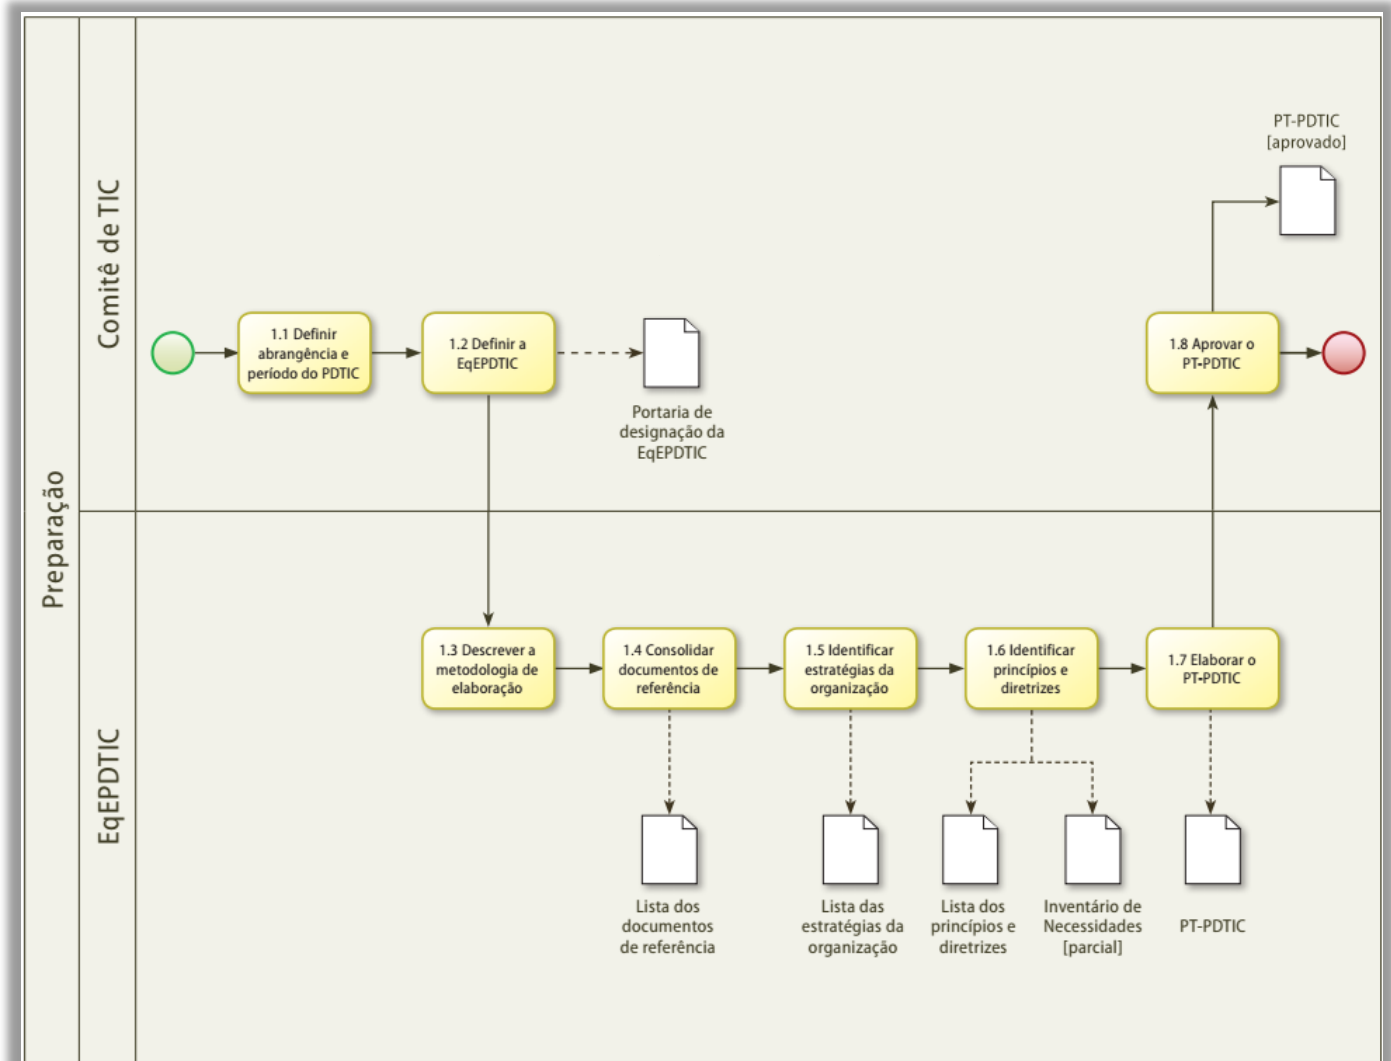 Preparação
Comitê de TIC
1.1 Definir
abrangência e
período do PDTIC
1.2 Definir a
EqEPDTIC
Portaria de
designação da
EqEPDTIC
1.8 Aprovar o
PT-PDTIC
PT-PDTIC
[aprovado]
EqEPDTIC
1.3 Descrever a
metodologia de
elaboração
1.4 Consolidar
documentos de
referência
1.5 Identificar
estratégias da
organização
1.6 Identificar
princípios e
diretrizes
1.7 Elaborar o
PT-PDTIC
Lista dos
documentos
de referência
Lista das
estratégias da
organização
Lista dos
princípios e
diretrizes
Inventário de
Necessidades
[parcial]
PT-PDTIC